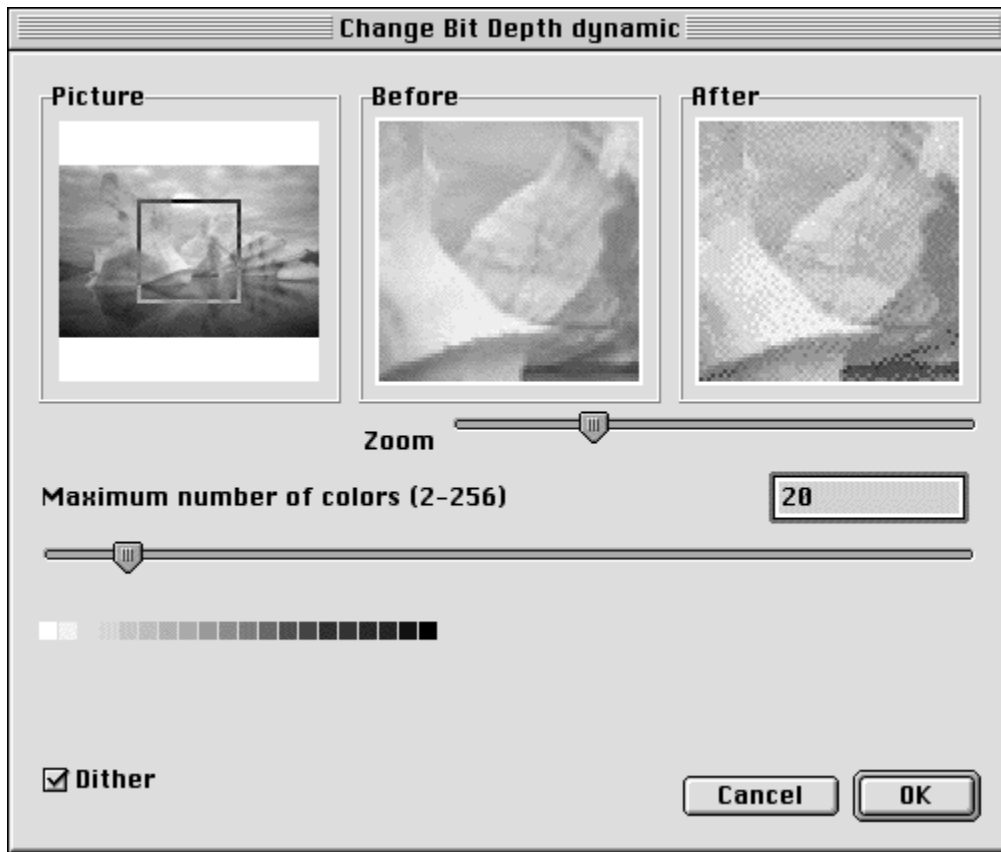 Change Bit Depth dynamic
Picture
Before
After
Zoom
Maximum number of colors (2-256)
20
Dither
Cancel
OK